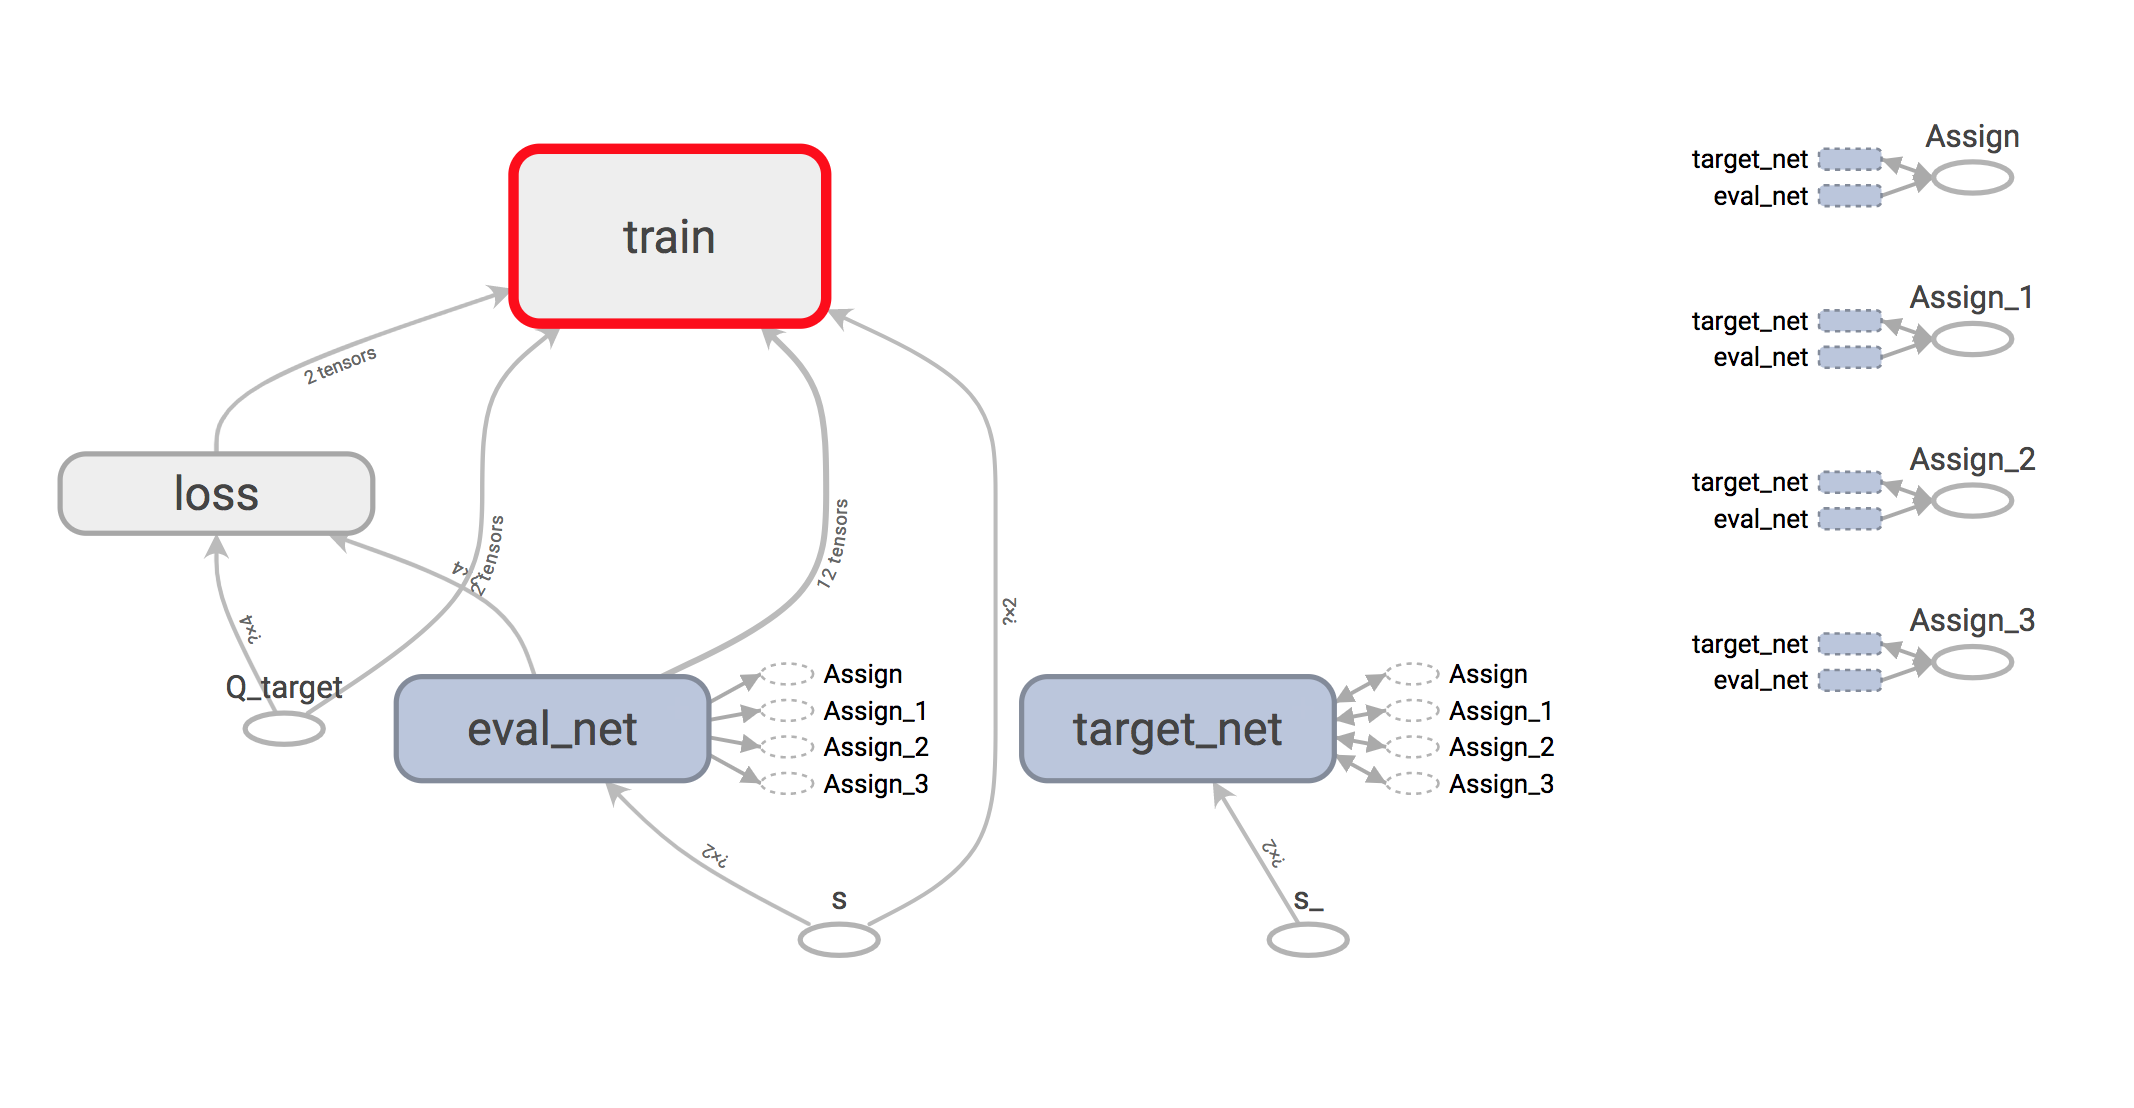 train
2 tensors
loss
?×4
2 tensors
12 tensors
?×4
Q_target
eval_net
Assign
Assign_1
Assign_2
Assign_3
?×2
?×2
s
target_net
Assign
Assign_1
Assign_2
Assign_3
?×2
s_
Assign
target_net
eval_net
Assign_1
target_net
eval_net
Assign_2
target_net
eval_net
Assign_3
target_net
eval_net